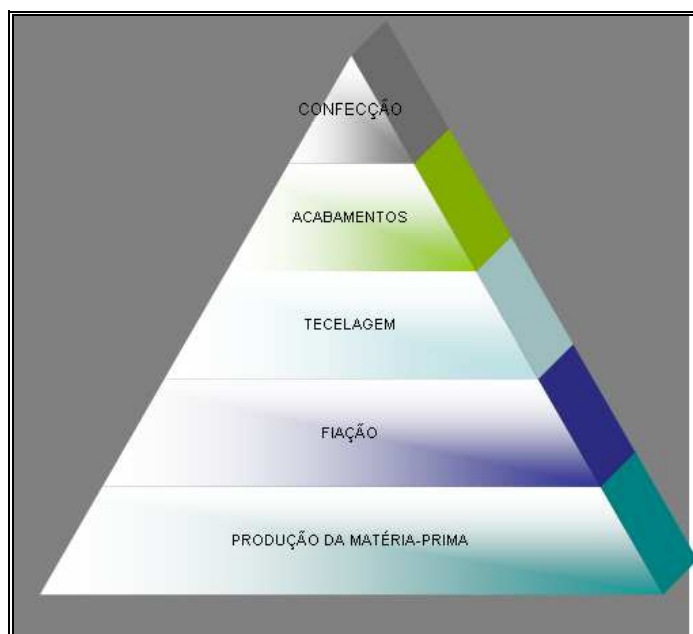 CONFECÇÃO
ACABAMENTOS
TECELAGEM
FIAÇÃO
PRODUÇÃO DA MATÉRIA-PRIMA